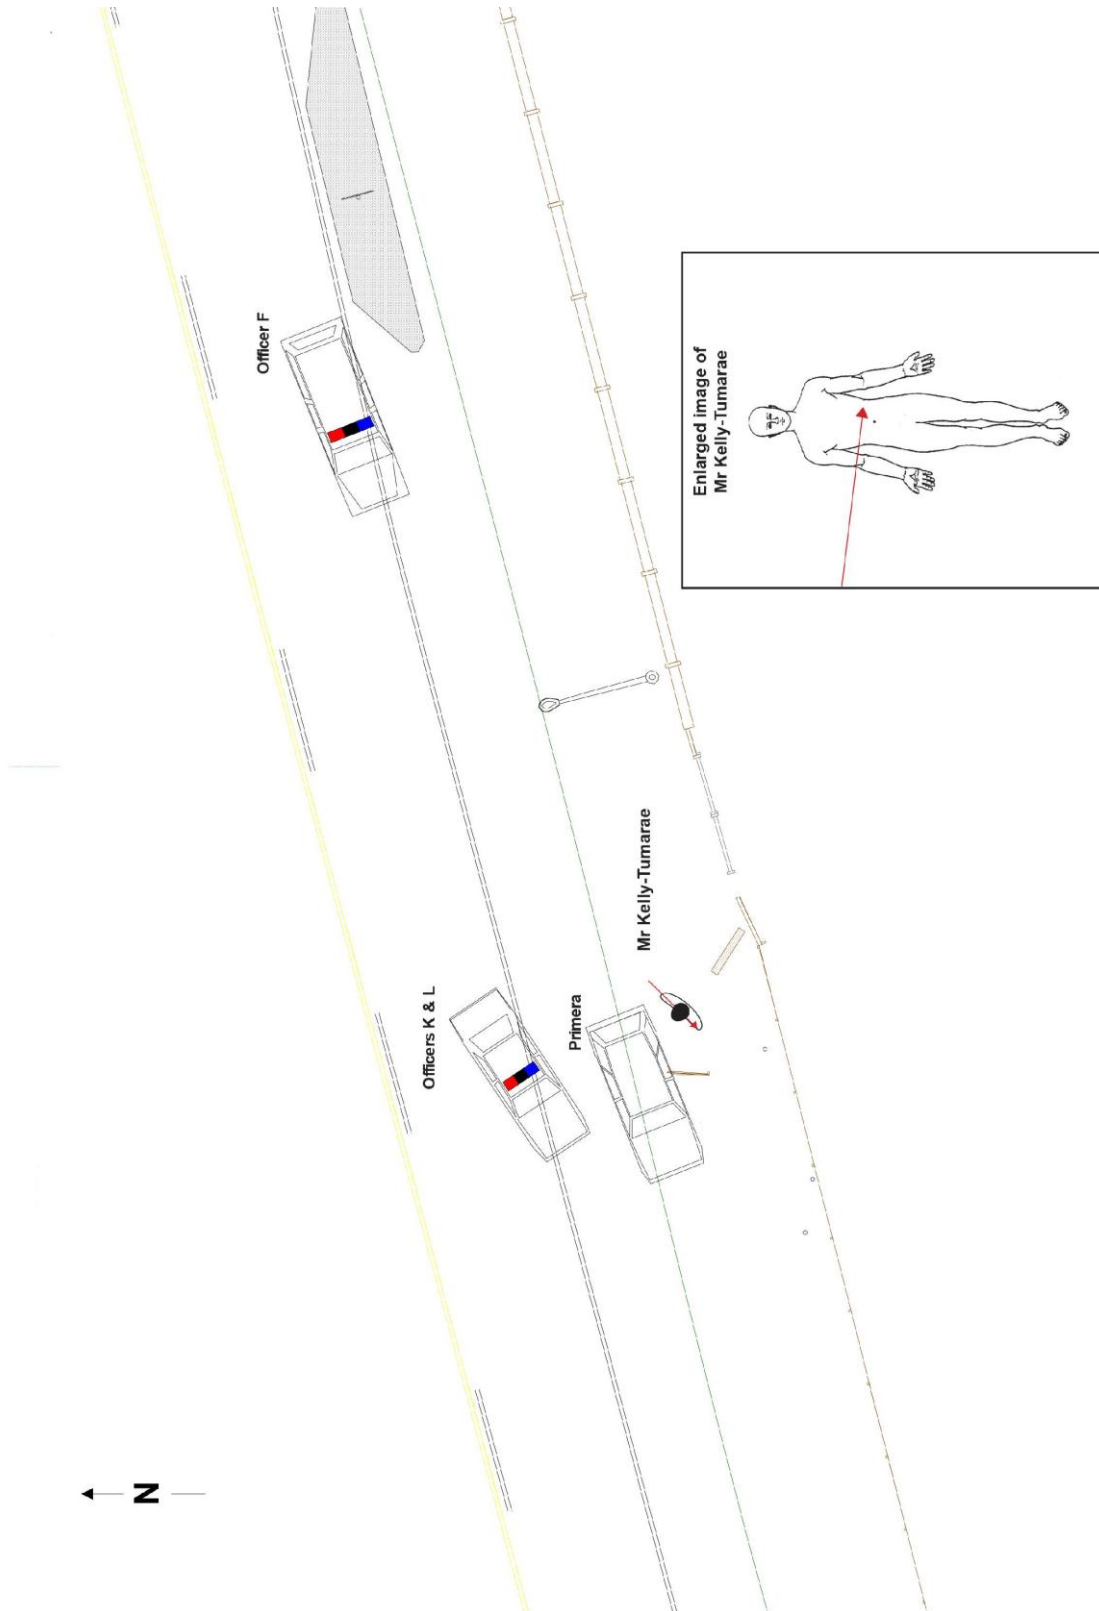 Officer F
Enlarged image of
Mr Kelly-Tumarae
Mr Kelly-Tumarae
Officers K & L
Primera
N